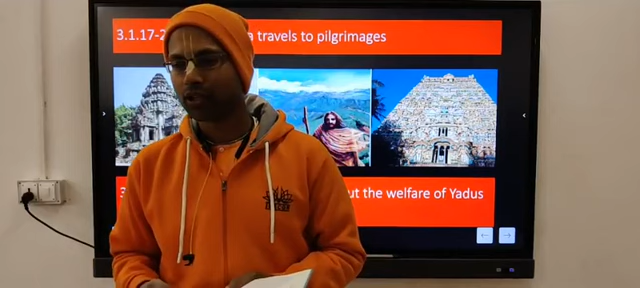 3.1.17-2 a travels to pilgrimages
3. ut the welfare of Yadus